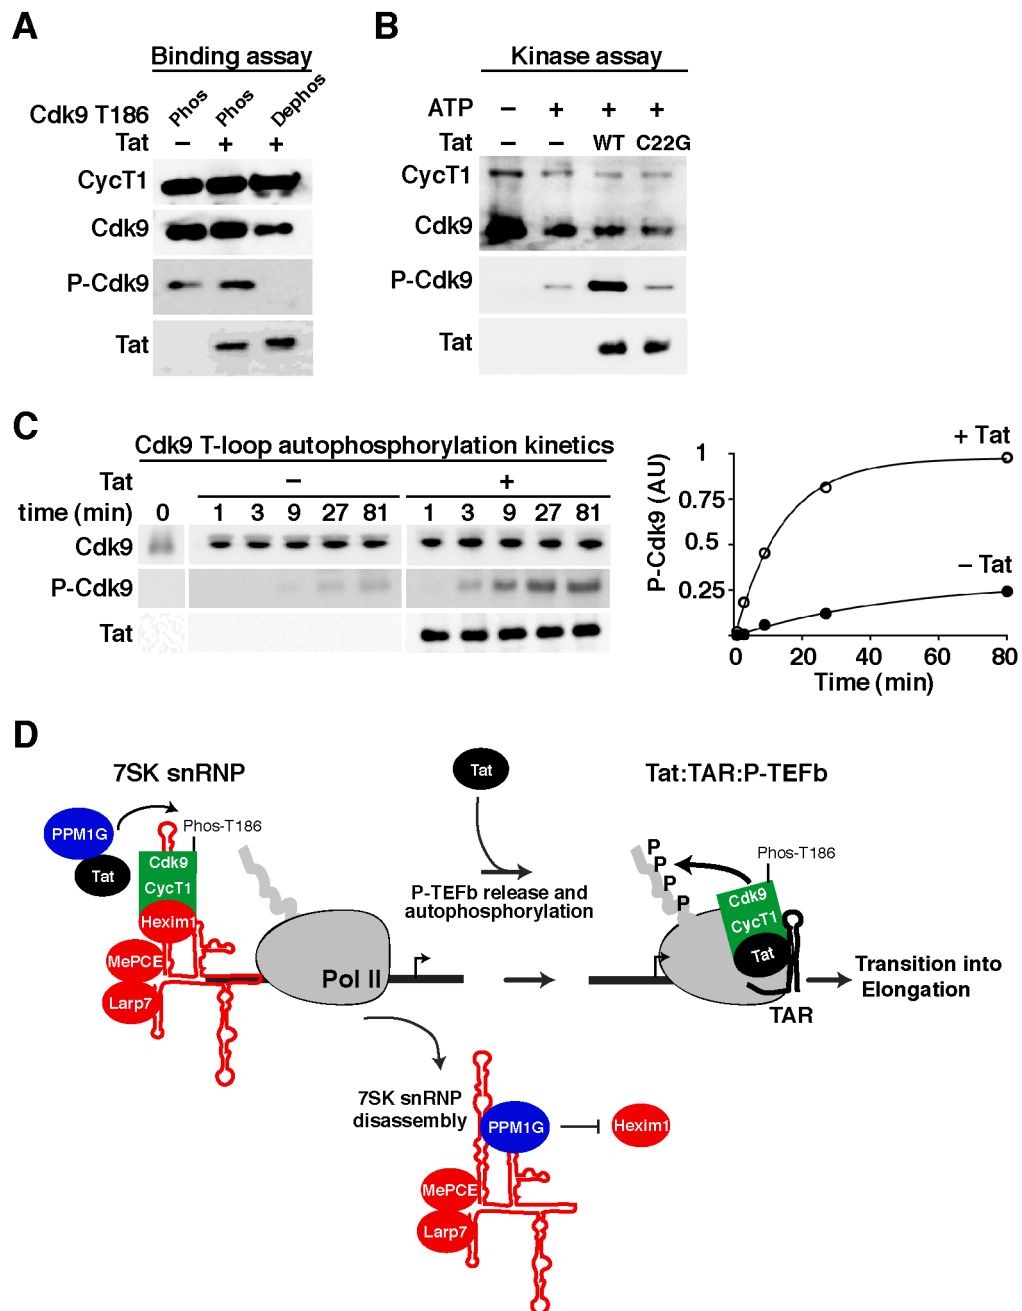 A
Binding assay
Cdk9 T186 Phos Phos Dephos
Tat – + +
CycT1
Cdk9
P-Cdk9
Tat
B
Kinase assay
ATP – + + +
Tat – – WT C22G
CycT1
Cdk9
P-Cdk9
Tat
C
Cdk9 T-loop autophosphorylation kinetics
Tat – +
time (min) 0 1 3 9 27 81 1 3 9 27 81
Cdk9
P-Cdk9
Tat
P-Cdk9 (AU)
1
0.75
0.5
0.25
+ Tat
– Tat
0 20 40 60 80
Time (min)
D
7SK snRNP
PPM1G
Tat
Phos-T186
Cdk9
CycT1
Hexim1
MePCE
Larp7
Pol II
Tat
P-TEFb release and
autophosphorylation
Tat:TAR:P-TEFb
P
P
P
P
Phos-T186
Cdk9
CycT1
Tat
TAR
Transition into
Elongation
7SK snRNP
disassembly
PPM1G
Hexim1
MePCE
Larp7